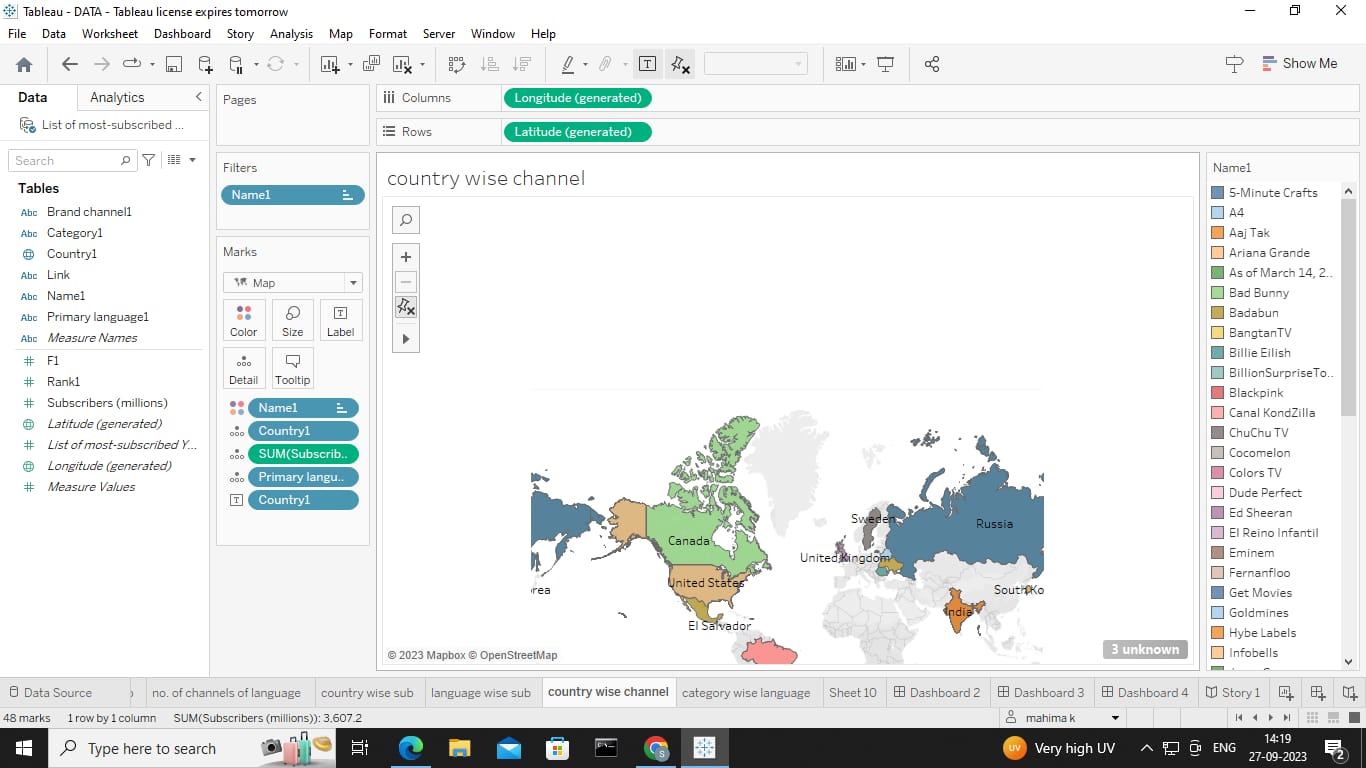 Tableau - DATA - Tableau license expires tomorrow
File Data Worksheet Dashboard Story Analysis Map Format Server Window Help
Show Me
Data Analytics
List of most-subscribed ...
Search
Tables
Abc Brand channel1
Abc Category1
Country1
Abc Link
Abc Name1
Abc Primary language1
Abc Measure Names
# F1
# Rank1
# Subscribers (millions)
Latitude (generated)
# List of most-subscribed Y...
Longitude (generated)
# Measure Values
Pages
Filters
Name1
Marks
Map
Color Size Label
Detail Tooltip
Name1
Country1
SUM(Subscrib..
Primary langu..
Country1
Columns Longitude (generated)
Rows Latitude (generated)
country wise channel
Sweden
Russia
Canada
United Kingdom
United States
rea
South Ko
India
El Salvador
© 2023 Mapbox © OpenStreetMap
3 unknown
Name1
5-Minute Crafts
A4
Aaj Tak
Ariana Grande
As of March 14, 2..
Bad Bunny
Badabun
BangtanTV
Billie Eilish
BillionSurpriseTo..
Blackpink
Canal KondZilla
ChuChu TV
Cocomelon
Colors TV
Dude Perfect
Ed Sheeran
El Reino Infantil
Eminem
Fernanfloo
Get Movies
Goldmines
Hybe Labels
Infobells
Data Source no. of channels of language country wise sub language wise sub country wise channel category wise language Sheet 10 Dashboard 2 Dashboard 3 Dashboard 4 Story 1
48 marks 1 row by 1 column SUM(Subscribers (millions)): 3,607.2 mahima k
Type here to search
UV Very high UV ENG 14:19
27-09-2023 2